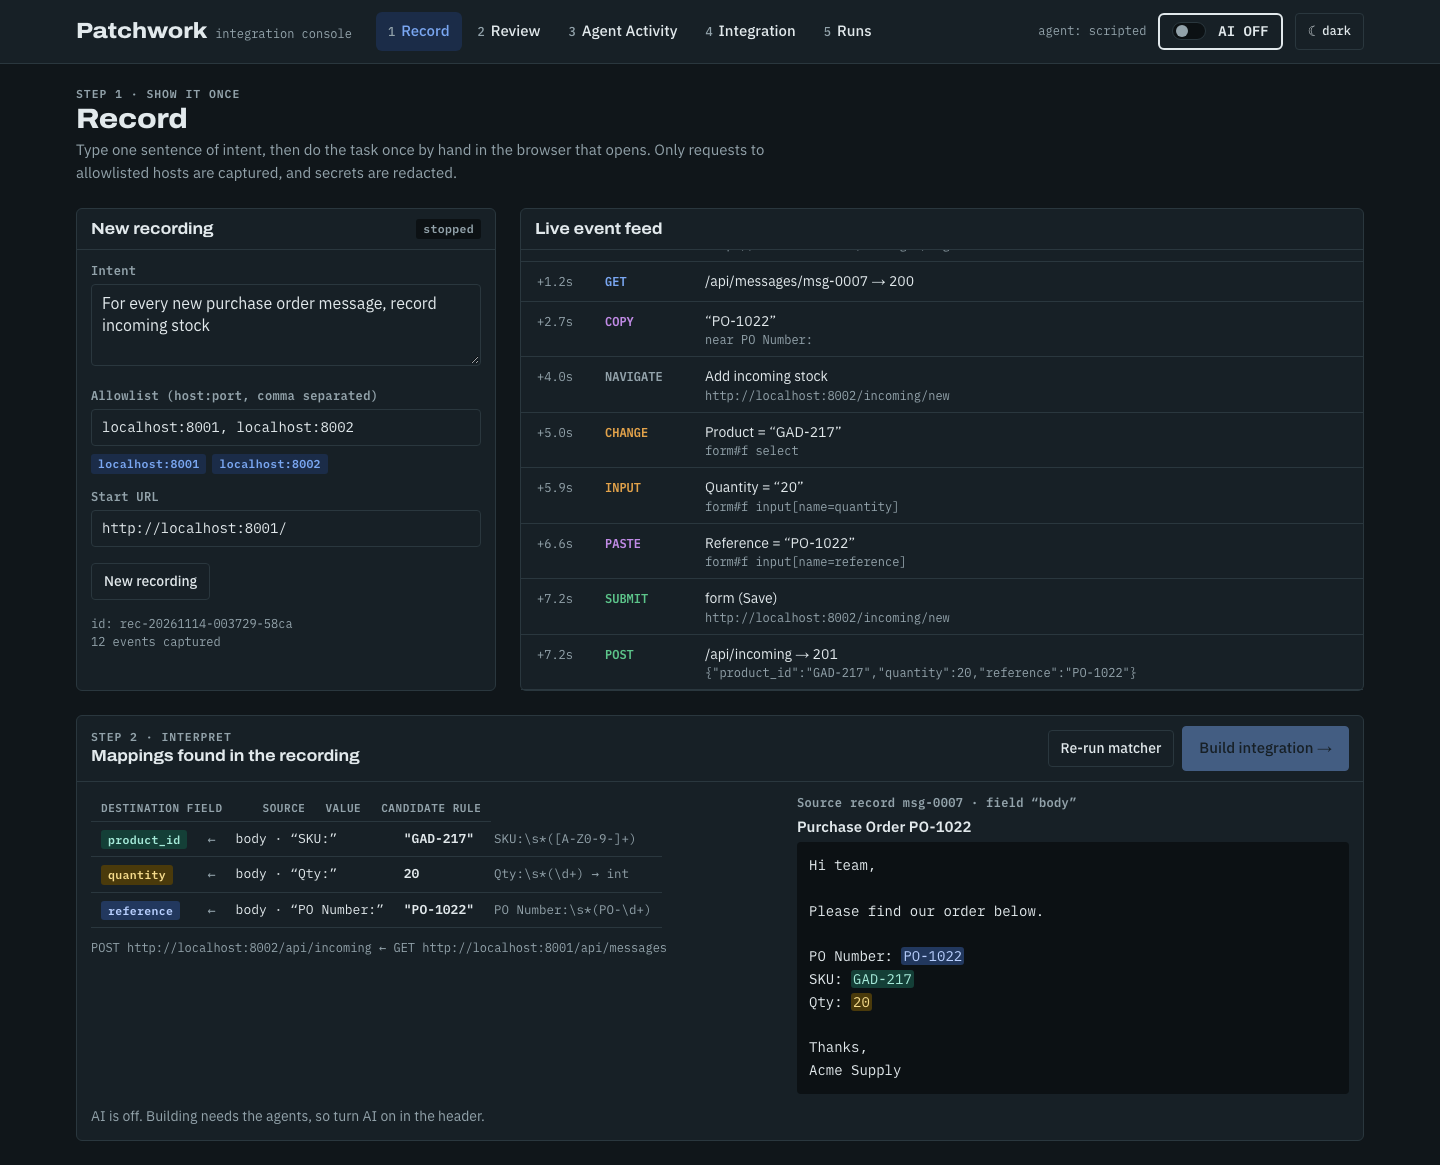 Patchwork integration console
1 Record
2 Review
3 Agent Activity
4 Integration
5 Runs
agent: scripted
AI OFF
☾ dark
STEP 1 · SHOW IT ONCE
Record
Type one sentence of intent, then do the task once by hand in the browser that opens. Only requests to
allowlisted hosts are captured, and secrets are redacted.
New recording
stopped
Intent
For every new purchase order message, record
incoming stock
Allowlist (host:port, comma separated)
localhost:8001, localhost:8002
localhost:8001 localhost:8002
Start URL
http://localhost:8001/
New recording
id: rec-20261114-003729-58ca
12 events captured
Live event feed
+1.2s GET /api/messages/msg-0007 → 200
+2.7s COPY “PO-1022”
near PO Number:
+4.0s NAVIGATE Add incoming stock
http://localhost:8002/incoming/new
+5.0s CHANGE Product = “GAD-217”
form#f select
+5.9s INPUT Quantity = “20”
form#f input[name=quantity]
+6.6s PASTE Reference = “PO-1022”
form#f input[name=reference]
+7.2s SUBMIT form (Save)
http://localhost:8002/incoming/new
+7.2s POST /api/incoming → 201
{"product_id":"GAD-217","quantity":20,"reference":"PO-1022"}
STEP 2 · INTERPRET
Mappings found in the recording
Re-run matcher
Build integration →
DESTINATION FIELD SOURCE VALUE CANDIDATE RULE
product_id ← body · “SKU:” "GAD-217" SKU:\s*([A-Z0-9-]+)
quantity ← body · “Qty:” 20 Qty:\s*(\d+) → int
reference ← body · “PO Number:” "PO-1022" PO Number:\s*(PO-\d+)
POST http://localhost:8002/api/incoming ← GET http://localhost:8001/api/messages
Source record msg-0007 · field “body”
Purchase Order PO-1022
Hi team,
Please find our order below.
PO Number: PO-1022
SKU: GAD-217
Qty: 20
Thanks,
Acme Supply
AI is off. Building needs the agents, so turn AI on in the header.